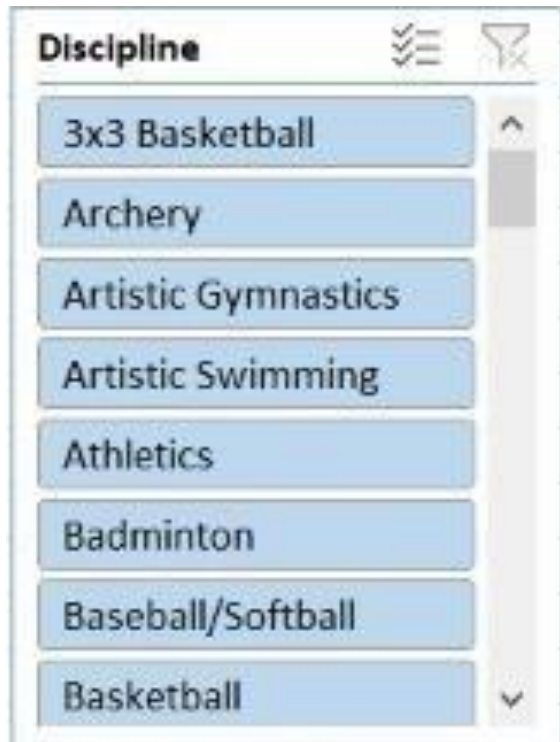 Discipline
3x3 Basketball
Archery
Artistic Gymnastics
Artistic Swimming
Athletics
Badminton
Baseball/Softball
Basketball